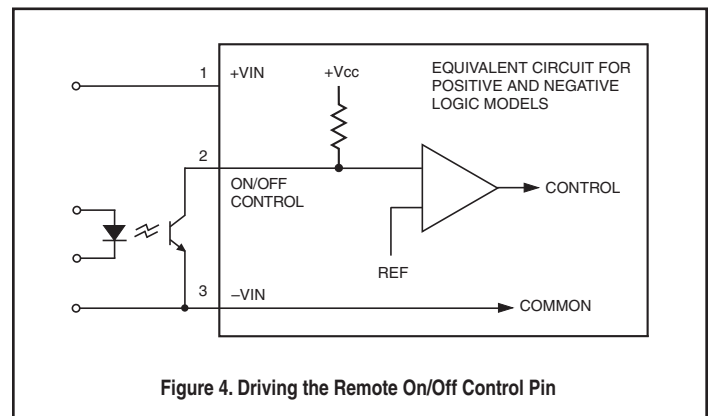 1 +VIN
+Vcc
EQUIVALENT CIRCUIT FOR
POSITIVE AND NEGATIVE
LOGIC MODELS
2
ON/OFF
CONTROL
CONTROL
REF
3 –VIN
COMMON
Figure 4. Driving the Remote On/Off Control Pin